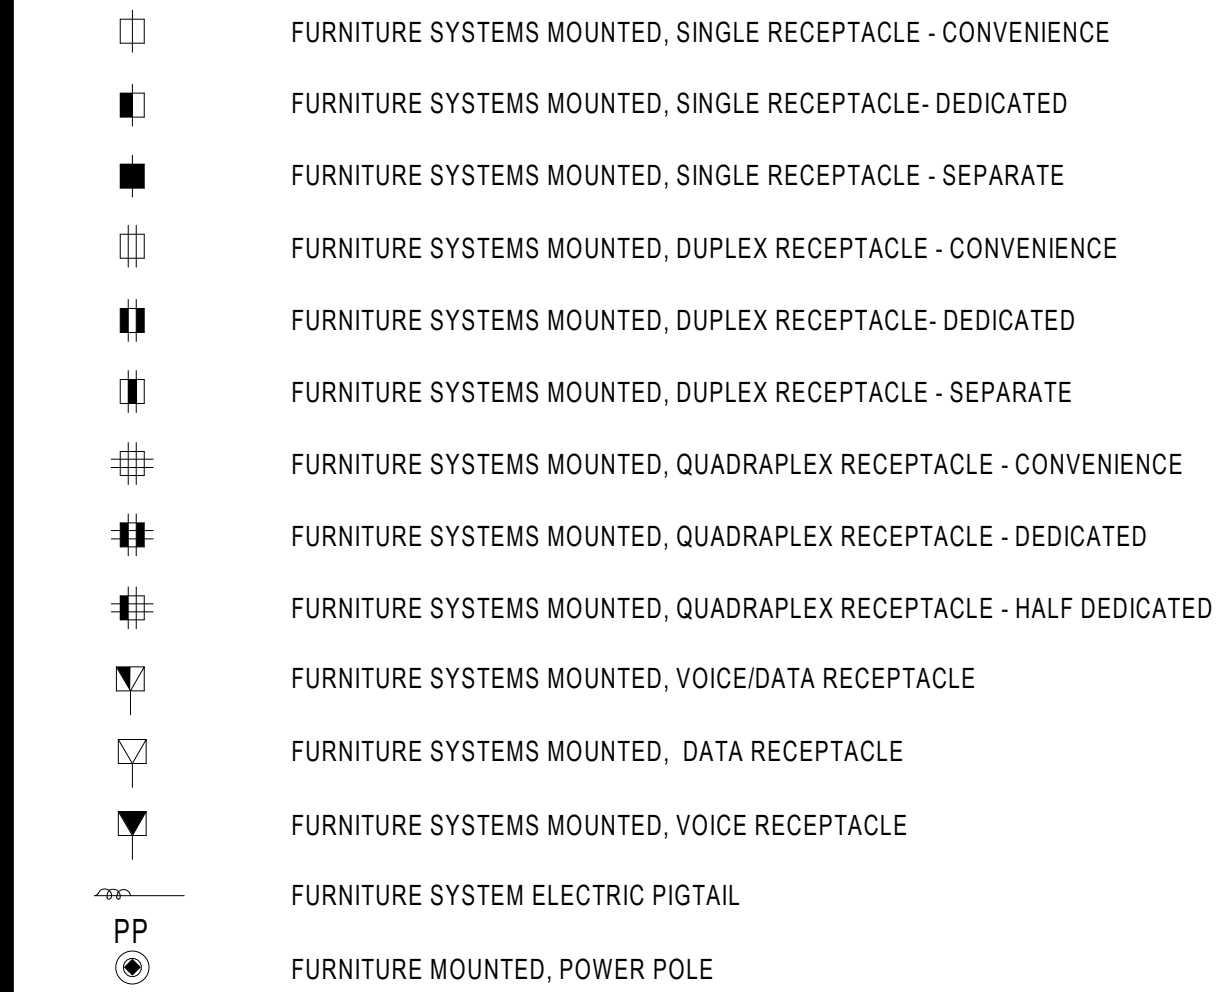 FURNITURE SYSTEMS MOUNTED, SINGLE RECEPTACLE - CONVENIENCE
FURNITURE SYSTEMS MOUNTED, SINGLE RECEPTACLE- DEDICATED
FURNITURE SYSTEMS MOUNTED, SINGLE RECEPTACLE - SEPARATE
FURNITURE SYSTEMS MOUNTED, DUPLEX RECEPTACLE - CONVENIENCE
FURNITURE SYSTEMS MOUNTED, DUPLEX RECEPTACLE- DEDICATED
FURNITURE SYSTEMS MOUNTED, DUPLEX RECEPTACLE - SEPARATE
FURNITURE SYSTEMS MOUNTED, QUADRAPLEX RECEPTACLE - CONVENIENCE
FURNITURE SYSTEMS MOUNTED, QUADRAPLEX RECEPTACLE - DEDICATED
FURNITURE SYSTEMS MOUNTED, QUADRAPLEX RECEPTACLE - HALF DEDICATED
FURNITURE SYSTEMS MOUNTED, VOICE/DATA RECEPTACLE
FURNITURE SYSTEMS MOUNTED,  DATA RECEPTACLE
FURNITURE SYSTEMS MOUNTED, VOICE RECEPTACLE
FURNITURE SYSTEM ELECTRIC PIGTAIL
PP
FURNITURE MOUNTED, POWER POLE